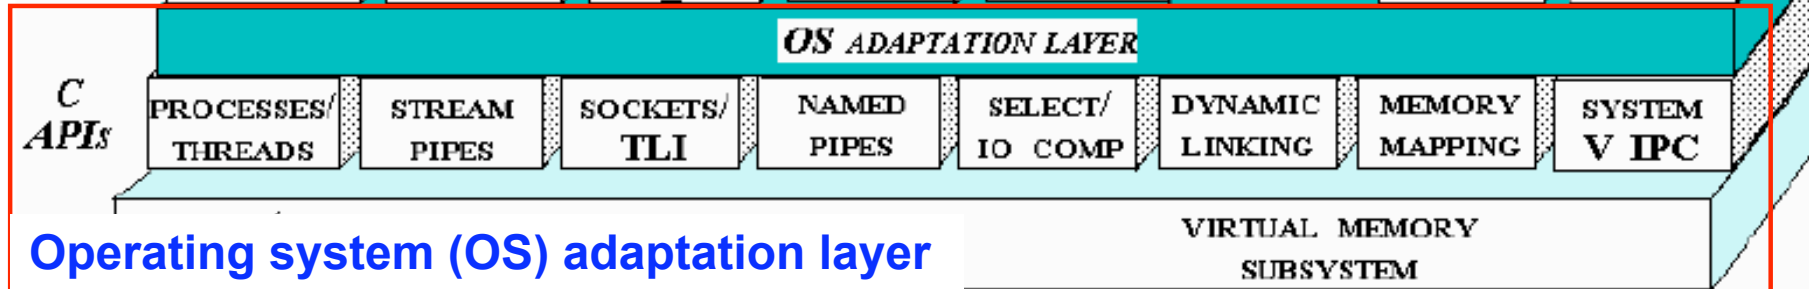 OS ADAPTATION LAYER
C
APIs
PROCESSES/
THREADS
STREAM
PIPES
SOCKETS/
TLI
NAMED
PIPES
SELECT/
IO COMP
DYNAMIC
LINKING
MEMORY
MAPPING
SYSTEM
V IPC
Operating system (OS) adaptation layer
VIRTUAL MEMORY
SUBSYSTEM